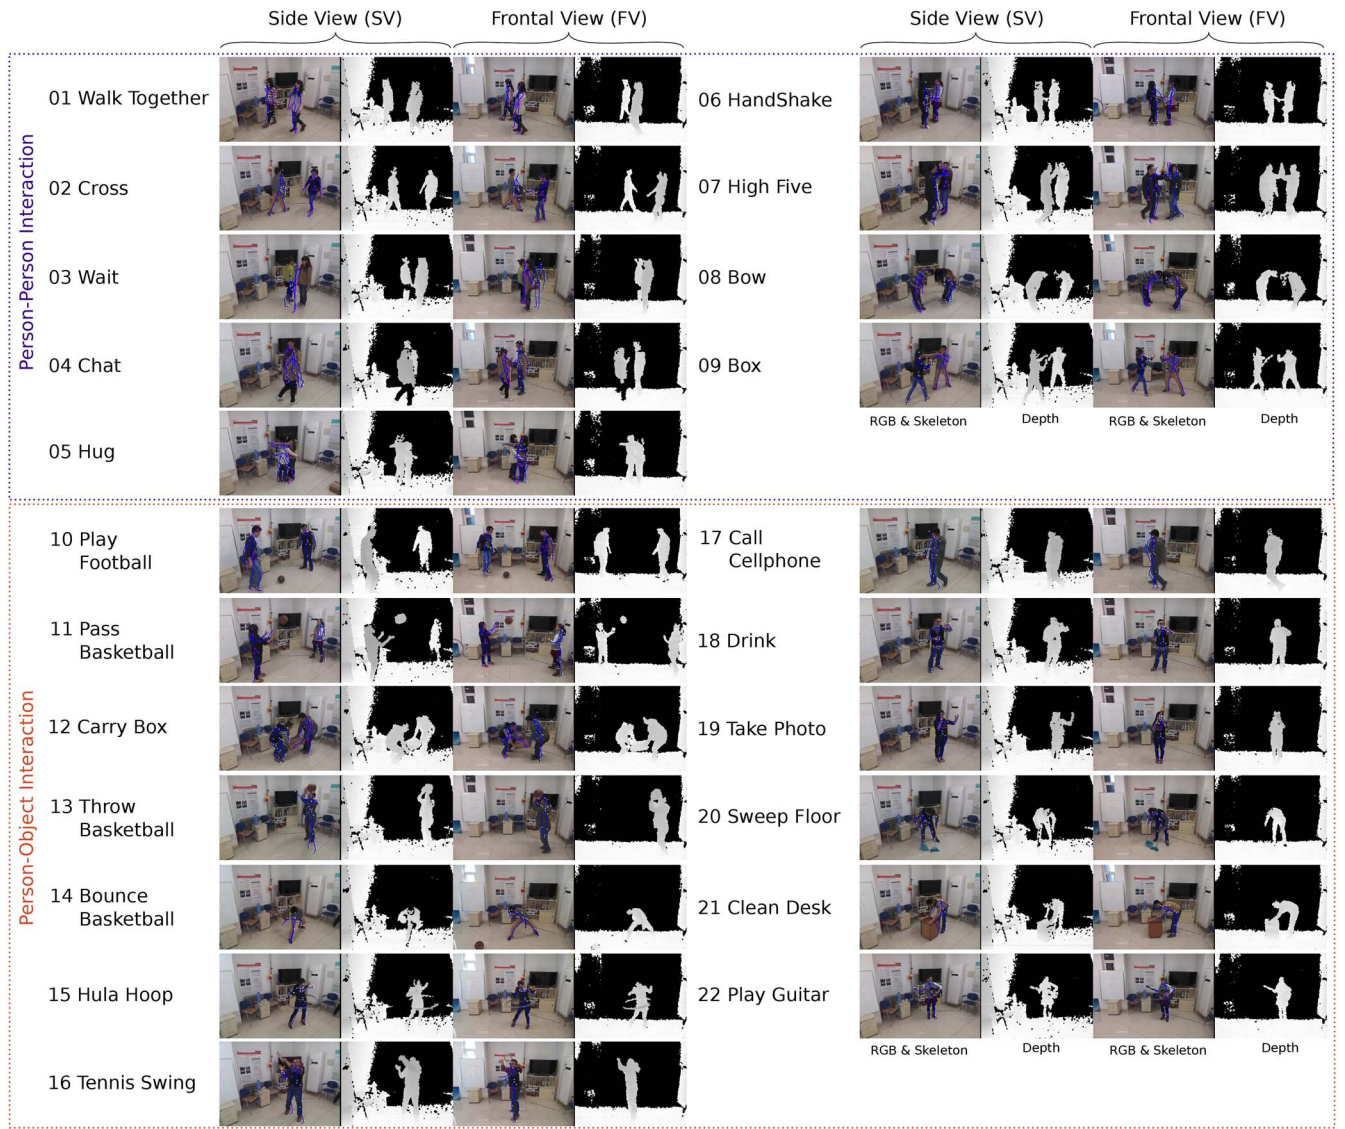 Side View (SV)
Frontal View (FV)
Side View (SV)
Frontal View (FV)
Person-Person Interaction
01 Walk Together
02 Cross
03 Wait
04 Chat
05 Hug
06 HandShake
07 High Five
08 Bow
09 Box
RGB & Skeleton
Depth
RGB & Skeleton
Depth
Person-Object Interaction
10 Play
Football
11 Pass
Basketball
12 Carry Box
13 Throw
Basketball
14 Bounce
Basketball
15 Hula Hoop
16 Tennis Swing
17 Call
Cellphone
18 Drink
19 Take Photo
20 Sweep Floor
21 Clean Desk
22 Play Guitar
RGB & Skeleton
Depth
RGB & Skeleton
Depth